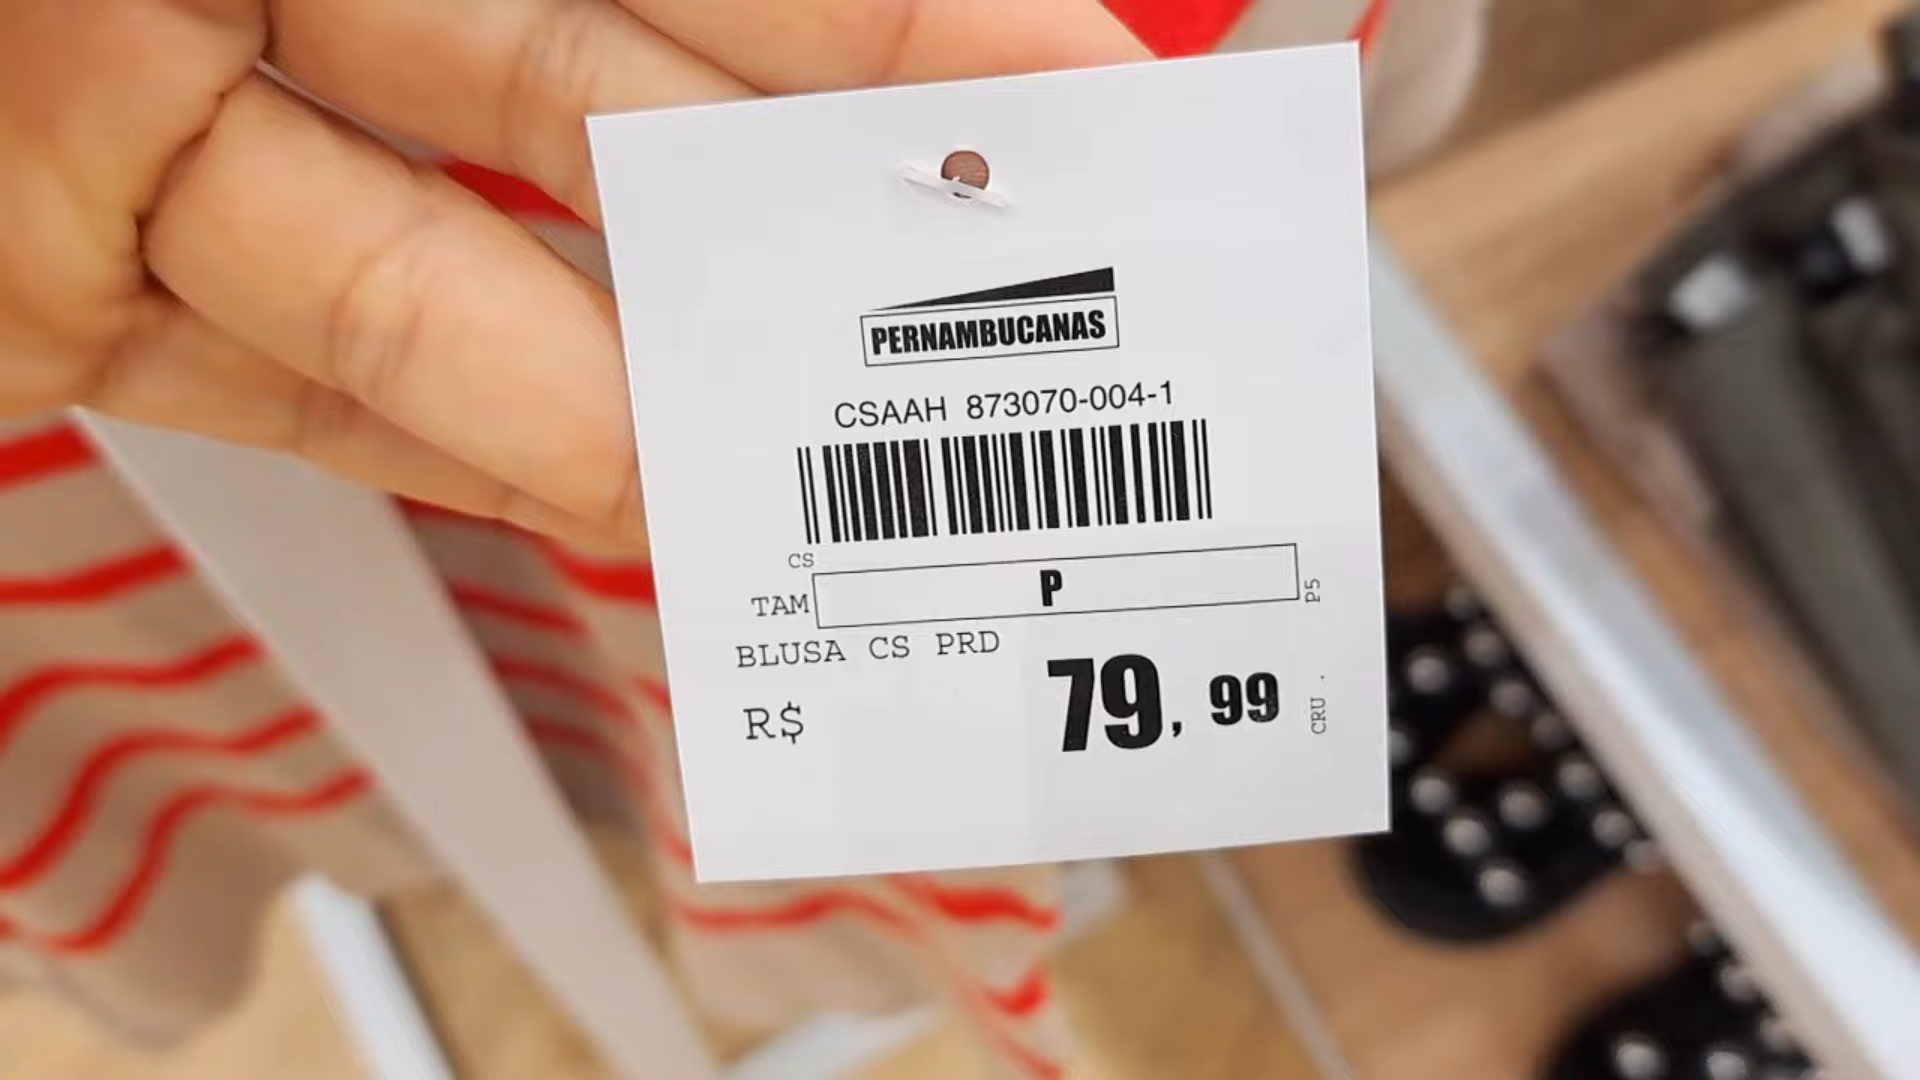 PERNAMBUCANAS
CSAAH 873070-004-1
CS
TAM P P5
BLUSA CS PRD
R$ 79,99 CRU .